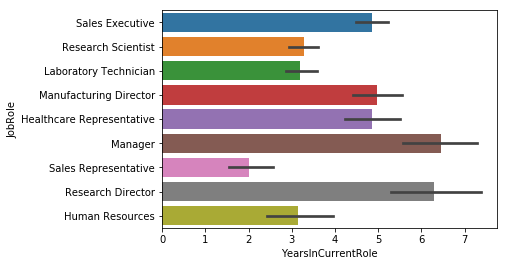 Sales Executive
Research Scientist
Laboratory Technician
Manufacturing Director
Healthcare Representative
Manager
Sales Representative
Research Director
Human Resources
JobRole
0 1 2 3 4 5 6 7
YearsInCurrentRole